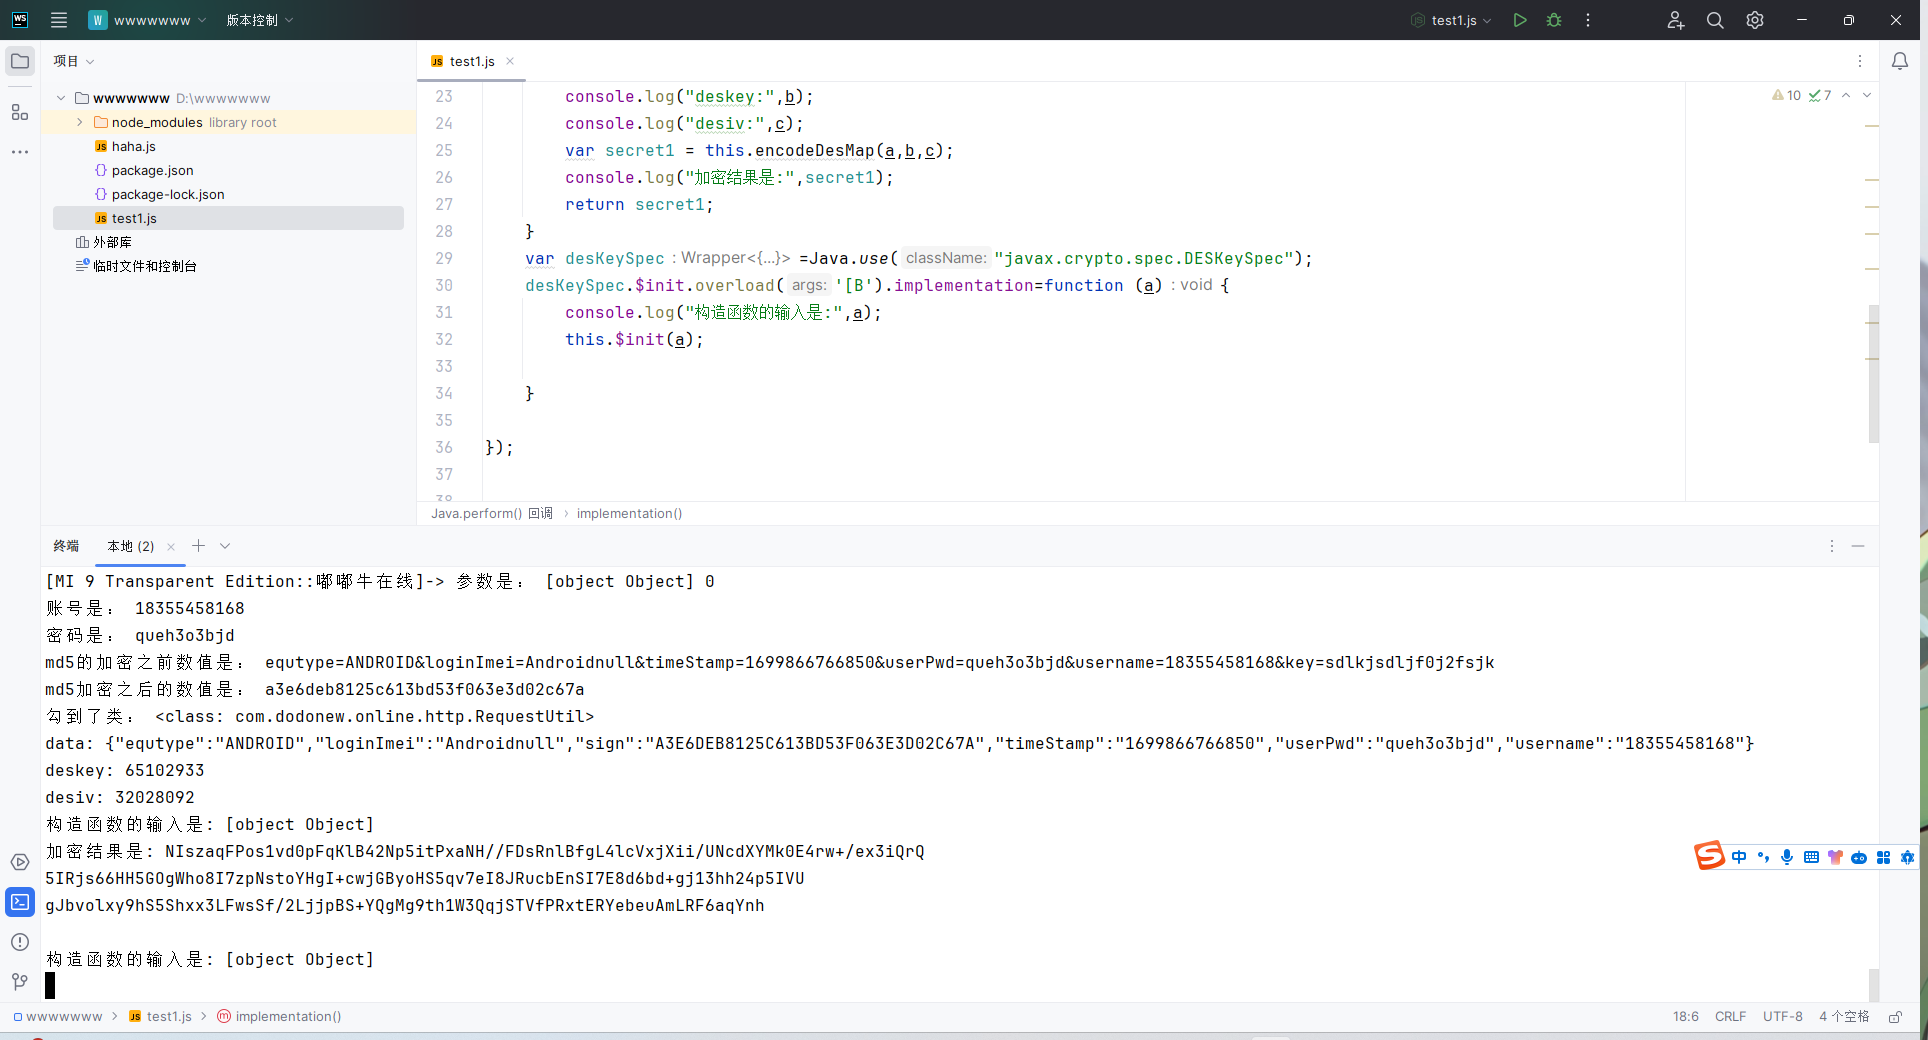 WS
W wwwwwww 版本控制
test1.js
项目
test1.js
wwwwwww D:\wwwwwww
node_modules library root
haha.js
package.json
package-lock.json
test1.js
外部库
临时文件和控制台
10 7
23 console.log("deskey:",b);
24 console.log("desiv:",c);
25 var secret1 = this.encodeDesMap(a,b,c);
26 console.log("加密结果是:",secret1);
27 return secret1;
28 }
29 var desKeySpec : Wrapper<{...}> =Java.use( className: "javax.crypto.spec.DESKeySpec");
30 desKeySpec.$init.overload( args: '[B').implementation=function (a) : void {
31 console.log("构造函数的输入是:",a);
32 this.$init(a);
33
34 }
35
36 });
37
38
Java.perform() 回调 › implementation()
终端 本地 (2)
[MI 9 Transparent Edition::嘟嘟牛在线]-> 参数是： [object Object] 0
账号是： 18355458168
密码是： queh3o3bjd
md5的加密之前数值是： equtype=ANDROID&loginImei=Androidnull&timeStamp=1699866766850&userPwd=queh3o3bjd&username=18355458168&key=sdlkjsdljf0j2fsjk
md5加密之后的数值是： a3e6deb8125c613bd53f063e3d02c67a
勾到了类： <class: com.dodonew.online.http.RequestUtil>
data: {"equtype":"ANDROID","loginImei":"Androidnull","sign":"A3E6DEB8125C613BD53F063E3D02C67A","timeStamp":"1699866766850","userPwd":"queh3o3bjd","username":"18355458168"}
deskey: 65102933
desiv: 32028092
构造函数的输入是: [object Object]
加密结果是: NIszaqFPos1vd0pFqKlB42Np5itPxaNH//FDsRnlBfgL4lcVxjXii/UNcdXYMk0E4rw+/ex3iQrQ
5IRjs66HH5GOgWho8I7zpNstoYHgI+cwjGByoHS5qv7eI8JRucbEnSI7E8d6bd+gj13hh24p5IVU
gJbvolxy9hS5Shxx3LFwsSf/2LjjpBS+YQgMg9th1W3QqjSTVfPRxtERYebeuAmLRF6aqYnh
构造函数的输入是: [object Object]
中
wwwwwww › test1.js › implementation()
18:6 CRLF UTF-8 4 个空格